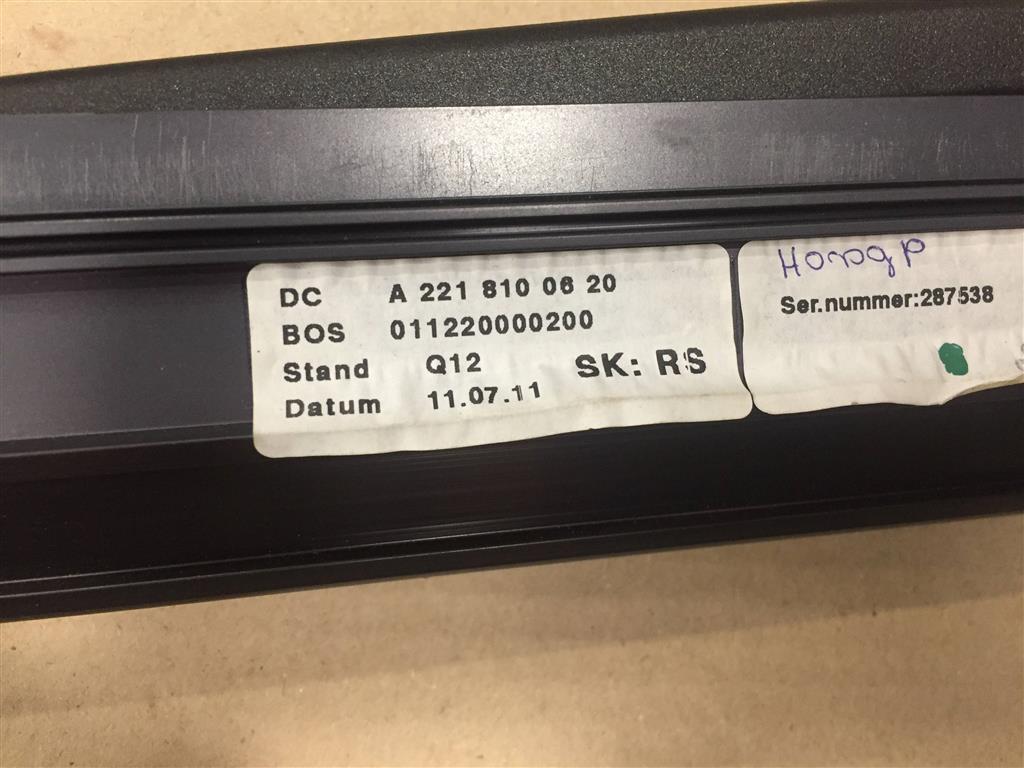 DC A 221 810 06 20
BOS 011220000200
Stand Q12 SK: RS
Datum 11.07.11
Ser.nummer:287538